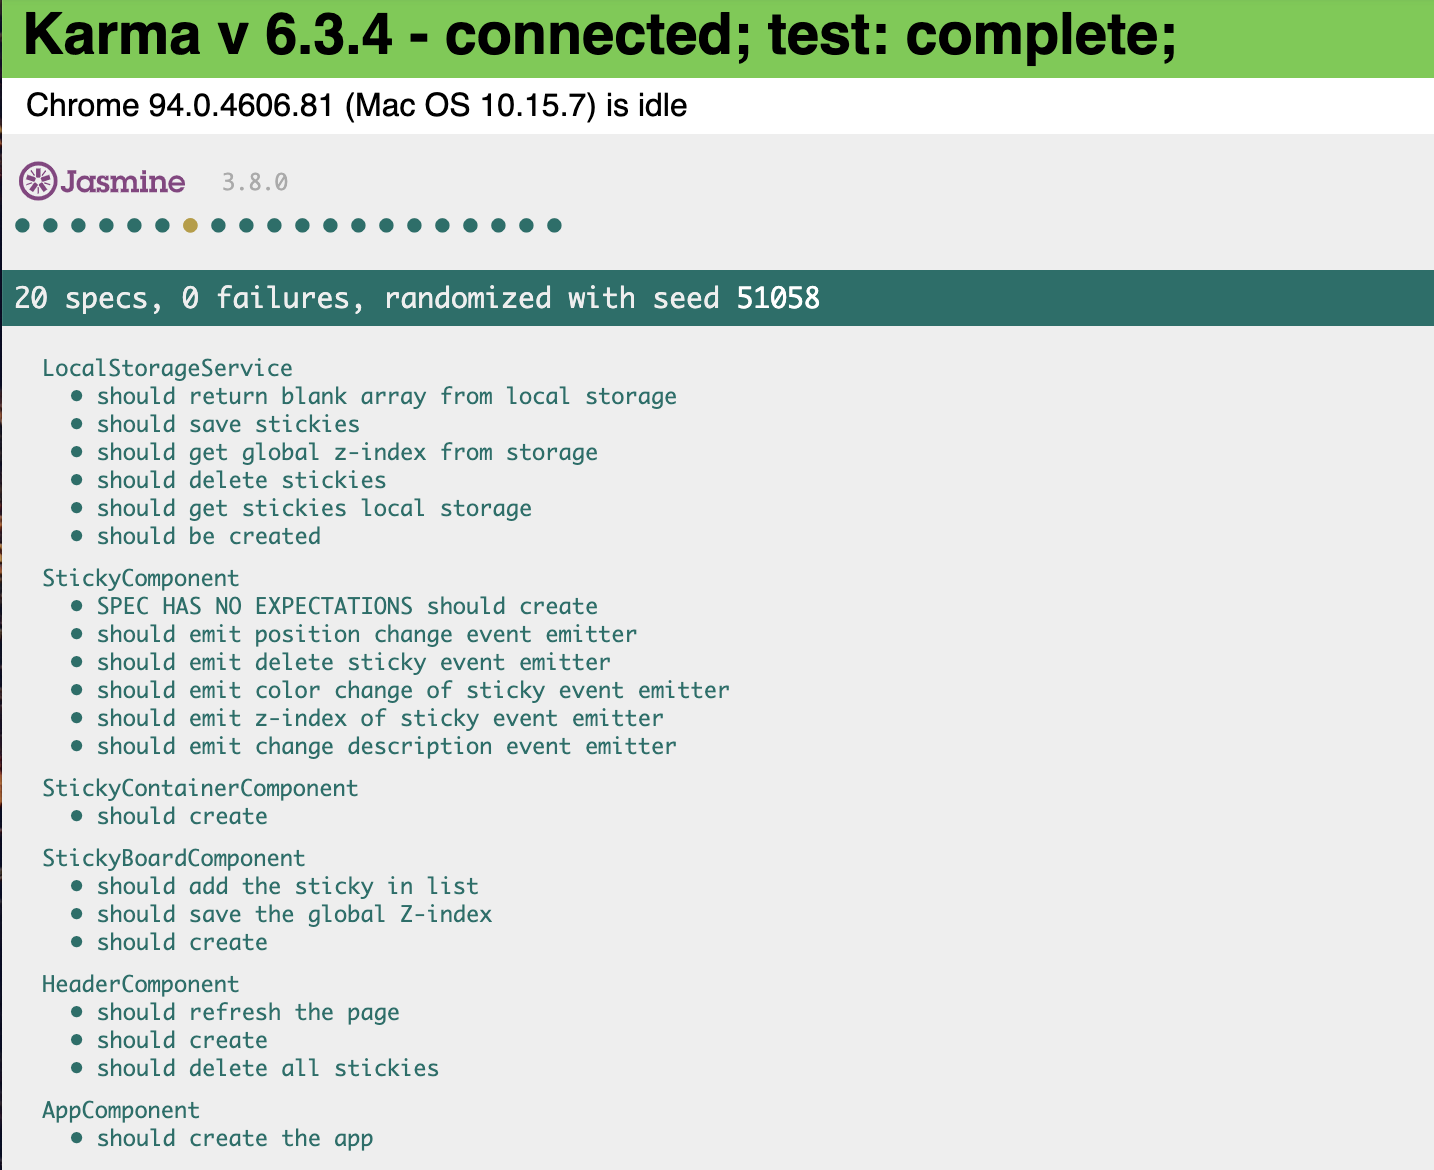 Karma v 6.3.4 - connected; test: complete;
Chrome 94.0.4606.81 (Mac OS 10.15.7) is idle
Jasmine 3.8.0
20 specs, 0 failures, randomized with seed 51058
LocalStorageService
• should return blank array from local storage
• should save stickies
• should get global z-index from storage
• should delete stickies
• should get stickies local storage
• should be created
StickyComponent
• SPEC HAS NO EXPECTATIONS should create
• should emit position change event emitter
• should emit delete sticky event emitter
• should emit color change of sticky event emitter
• should emit z-index of sticky event emitter
• should emit change description event emitter
StickyContainerComponent
• should create
StickyBoardComponent
• should add the sticky in list
• should save the global Z-index
• should create
HeaderComponent
• should refresh the page
• should create
• should delete all stickies
AppComponent
• should create the app